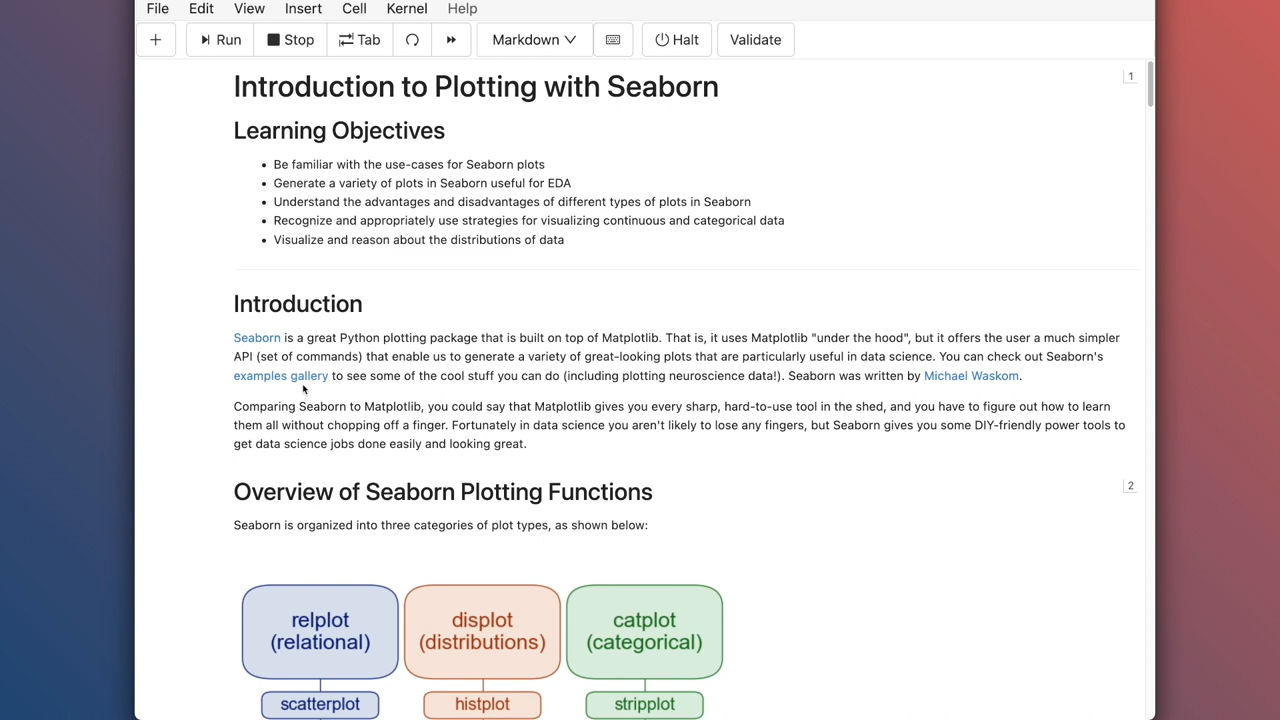 File Edit View Insert Cell Kernel Help
+ Run Stop Tab Markdown Halt Validate
Introduction to Plotting with Seaborn
1
Learning Objectives
• Be familiar with the use-cases for Seaborn plots
• Generate a variety of plots in Seaborn useful for EDA
• Understand the advantages and disadvantages of different types of plots in Seaborn
• Recognize and appropriately use strategies for visualizing continuous and categorical data
• Visualize and reason about the distributions of data
Introduction
Seaborn is a great Python plotting package that is built on top of Matplotlib. That is, it uses Matplotlib "under the hood", but it offers the user a much simpler
API (set of commands) that enable us to generate a variety of great-looking plots that are particularly useful in data science. You can check out Seaborn's
examples gallery to see some of the cool stuff you can do (including plotting neuroscience data!). Seaborn was written by Michael Waskom.
Comparing Seaborn to Matplotlib, you could say that Matplotlib gives you every sharp, hard-to-use tool in the shed, and you have to figure out how to learn
them all without chopping off a finger. Fortunately in data science you aren't likely to lose any fingers, but Seaborn gives you some DIY-friendly power tools to
get data science jobs done easily and looking great.
Overview of Seaborn Plotting Functions
2
Seaborn is organized into three categories of plot types, as shown below:
relplot
(relational)
displot
(distributions)
catplot
(categorical)
scatterplot
histplot
stripplot